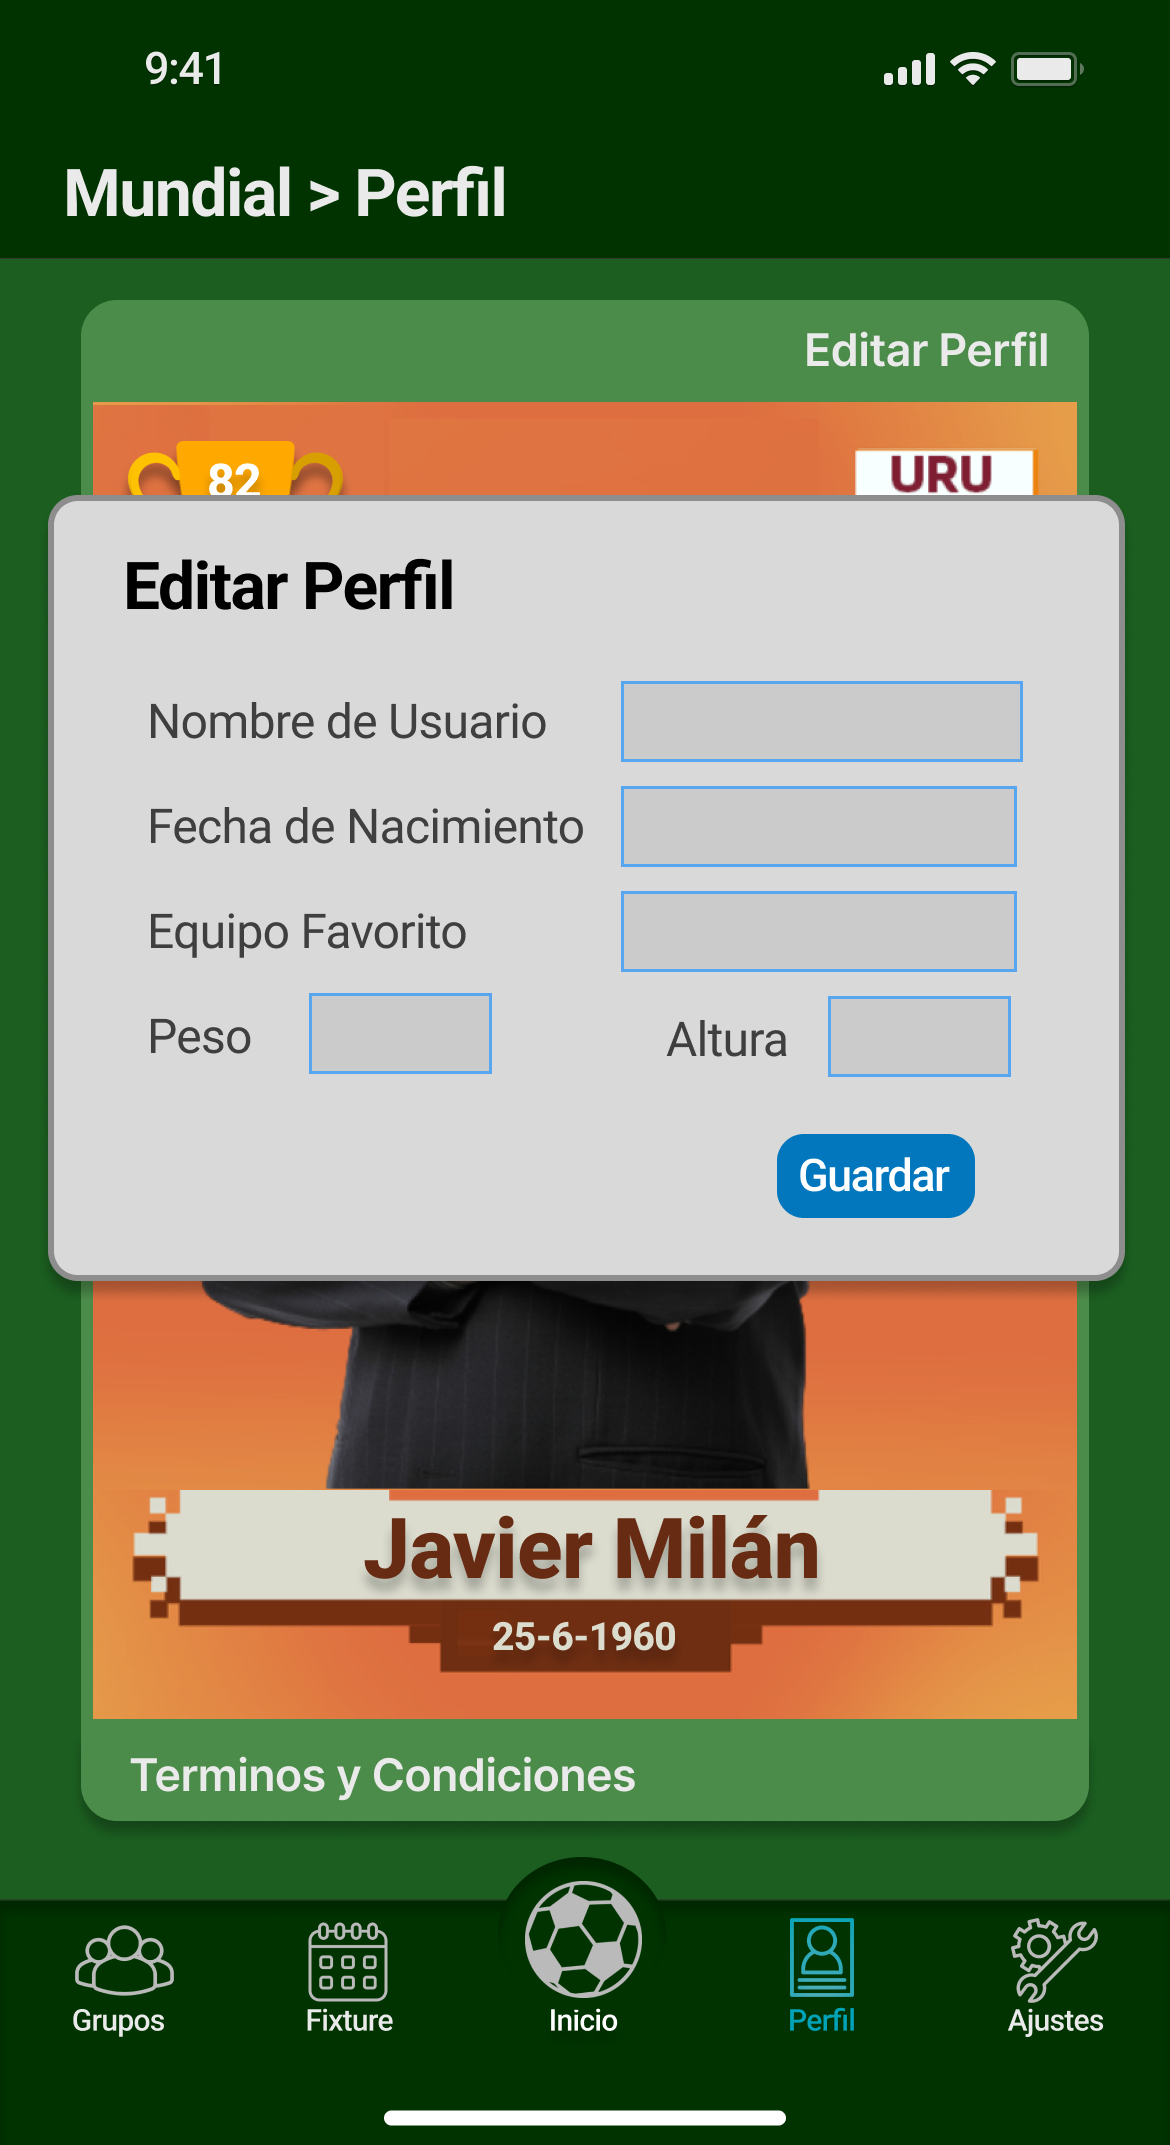 9:41
Mundial > Perfil
Editar Perfil
82
URU
Editar Perfil
Nombre de Usuario
Fecha de Nacimiento
Equipo Favorito
Peso Altura
Guardar
Javier Milán
25-6-1960
Terminos y Condiciones
Grupos Fixture Inicio Perfil Ajustes